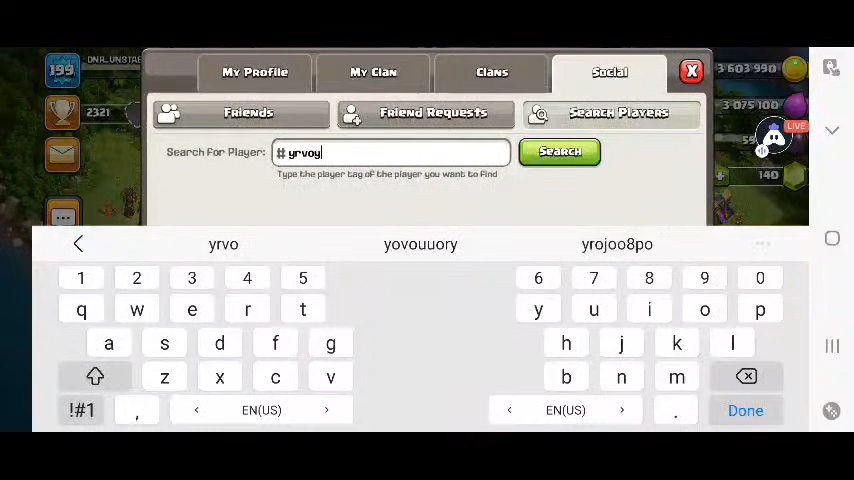 199
DNA_UNSTAB
My Profile
My Clan
Clans
Social
X
3 603 990
2321
Friends
Friend Requests
Search Players
3 075 100
LIVE
Search for Player:
# yrvoy
Search
Type the player tag of the player you want to find
140
yrvo
yovouuory
yrojoo8po
1 2 3 4 5 6 7 8 9 0
q w e r t y u i o p
a s d f g h j k l
z x c v b n m
!#1 , < EN(US) > < EN(US) > . Done